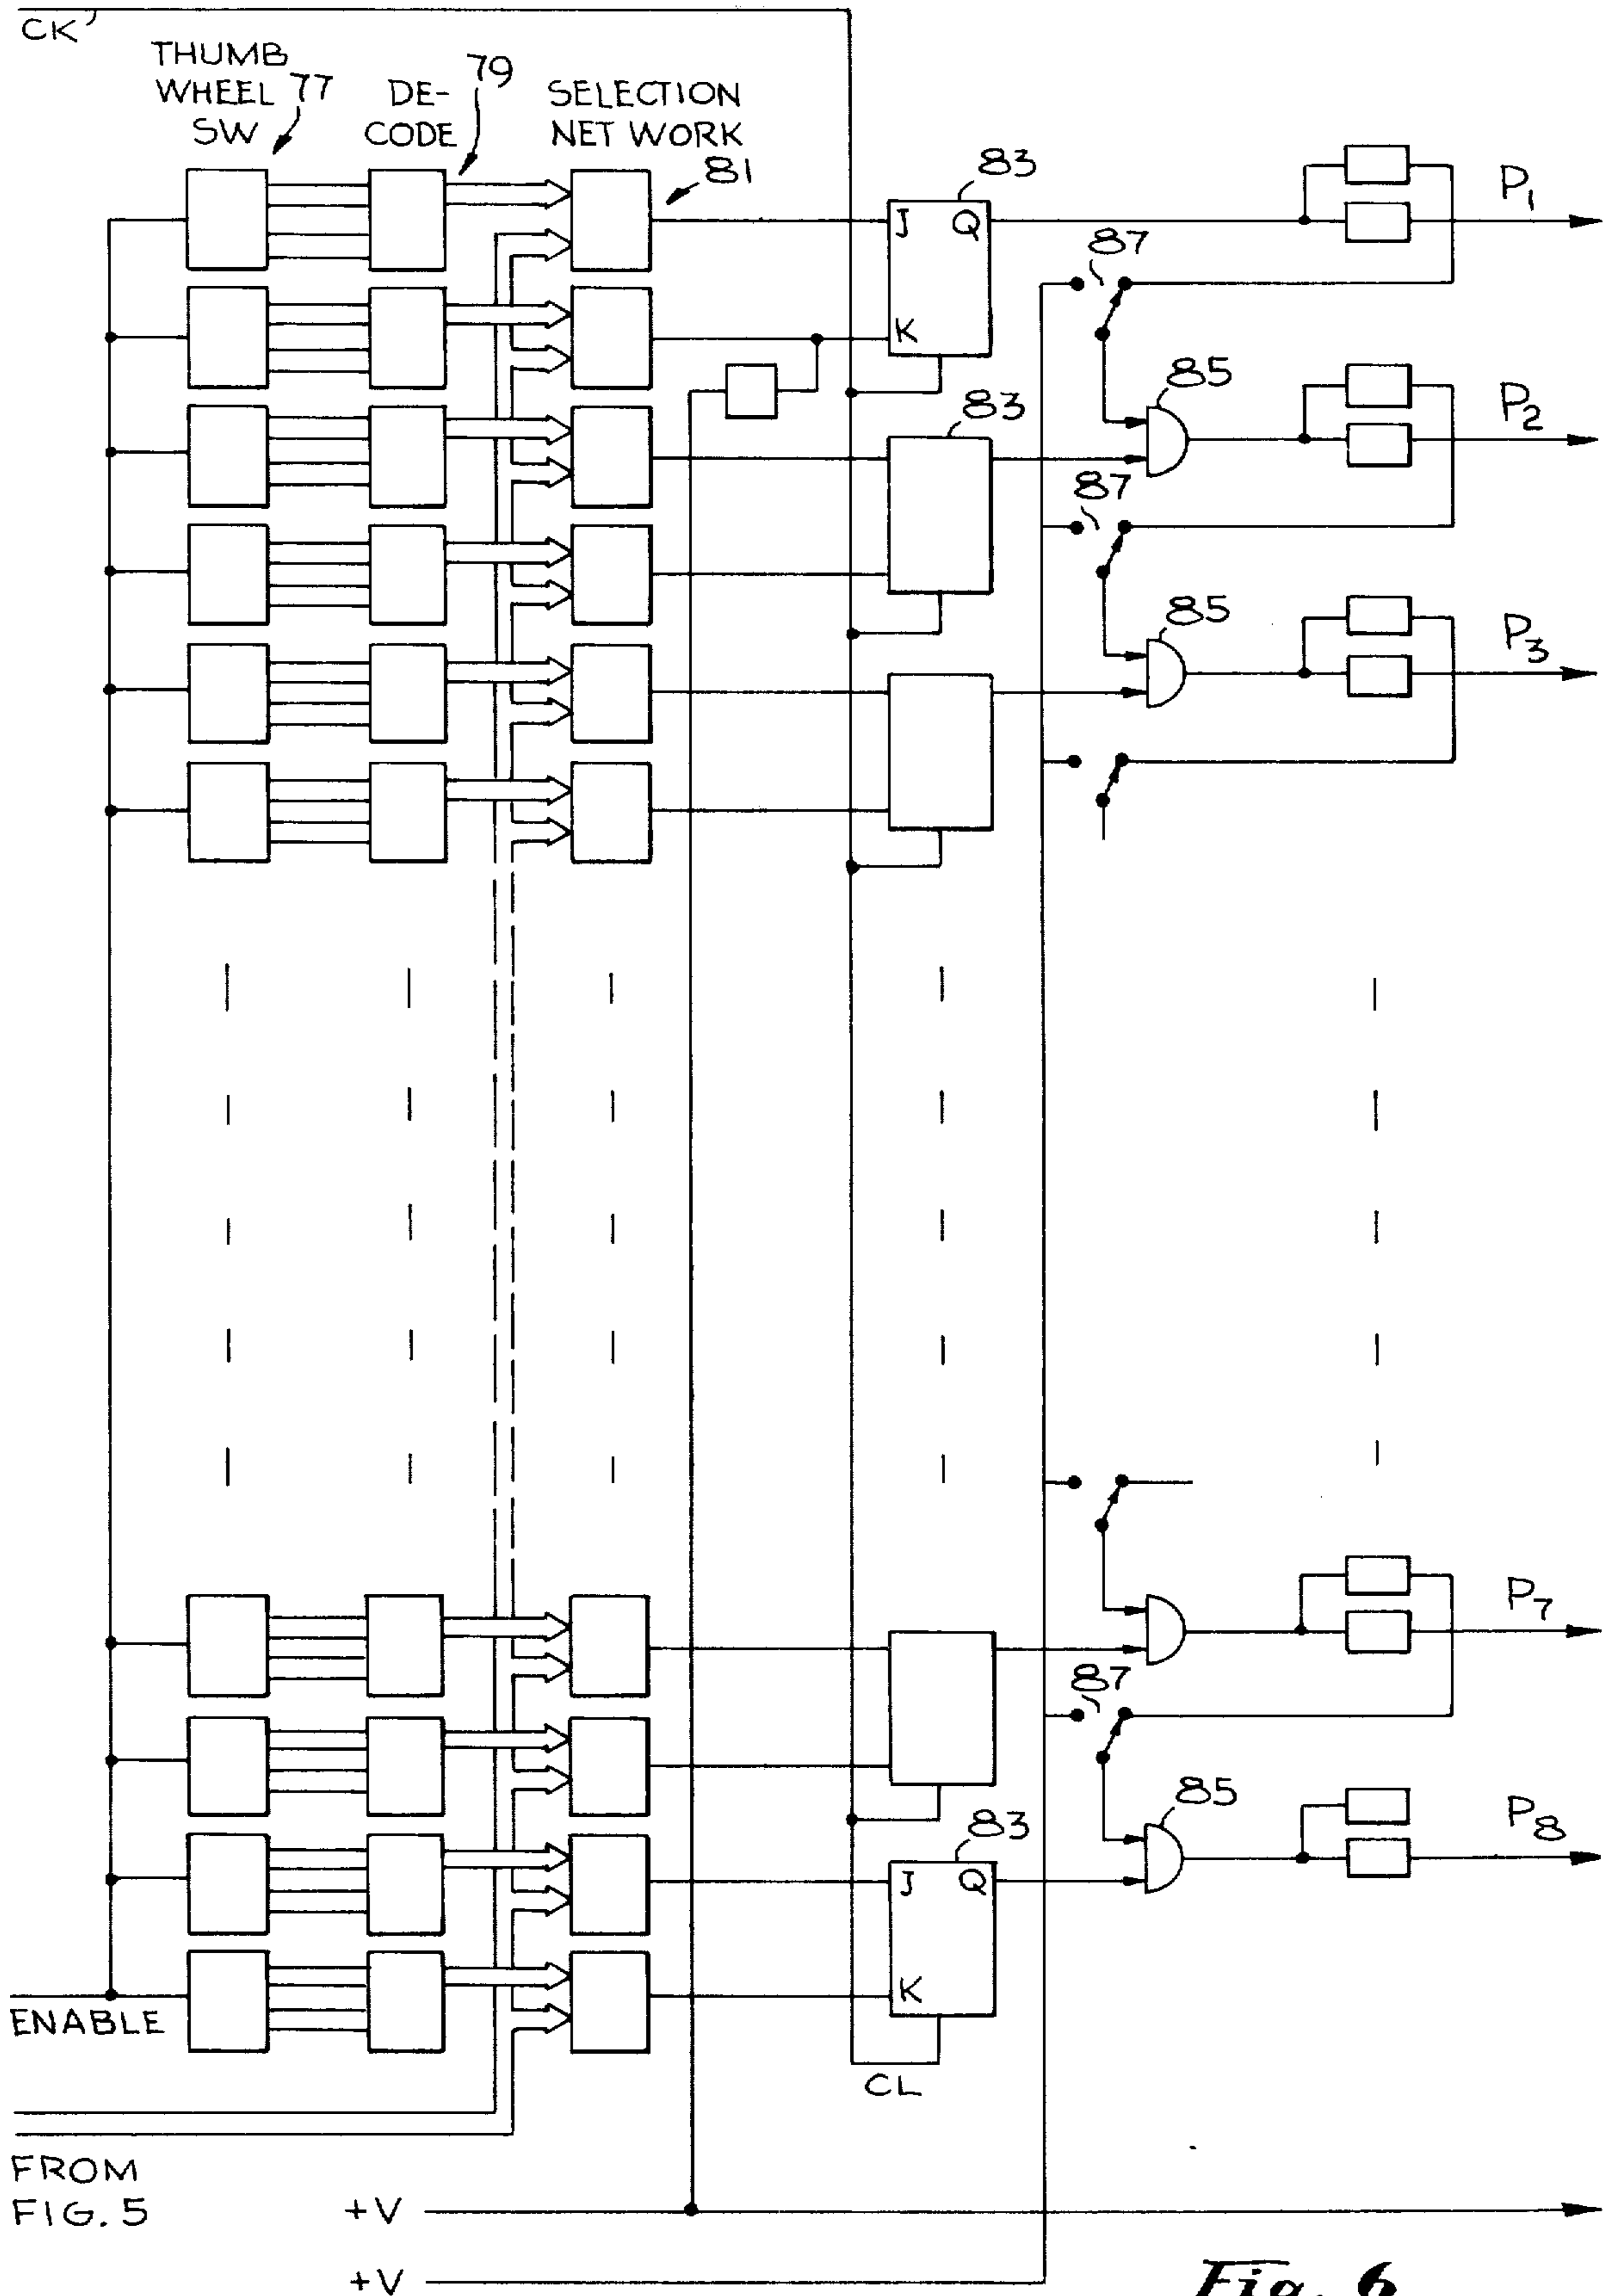 CK'
THUMB
WHEEL 77
SW
DE-
CODE
79
SELECTION
NET WORK
81
83
J Q
K
P1
87
85
P2
83
87
85
P3
P7
87
85
P8
83
J Q
K
ENABLE
CL
FROM
FIG. 5
+V
+V
Fig. 6